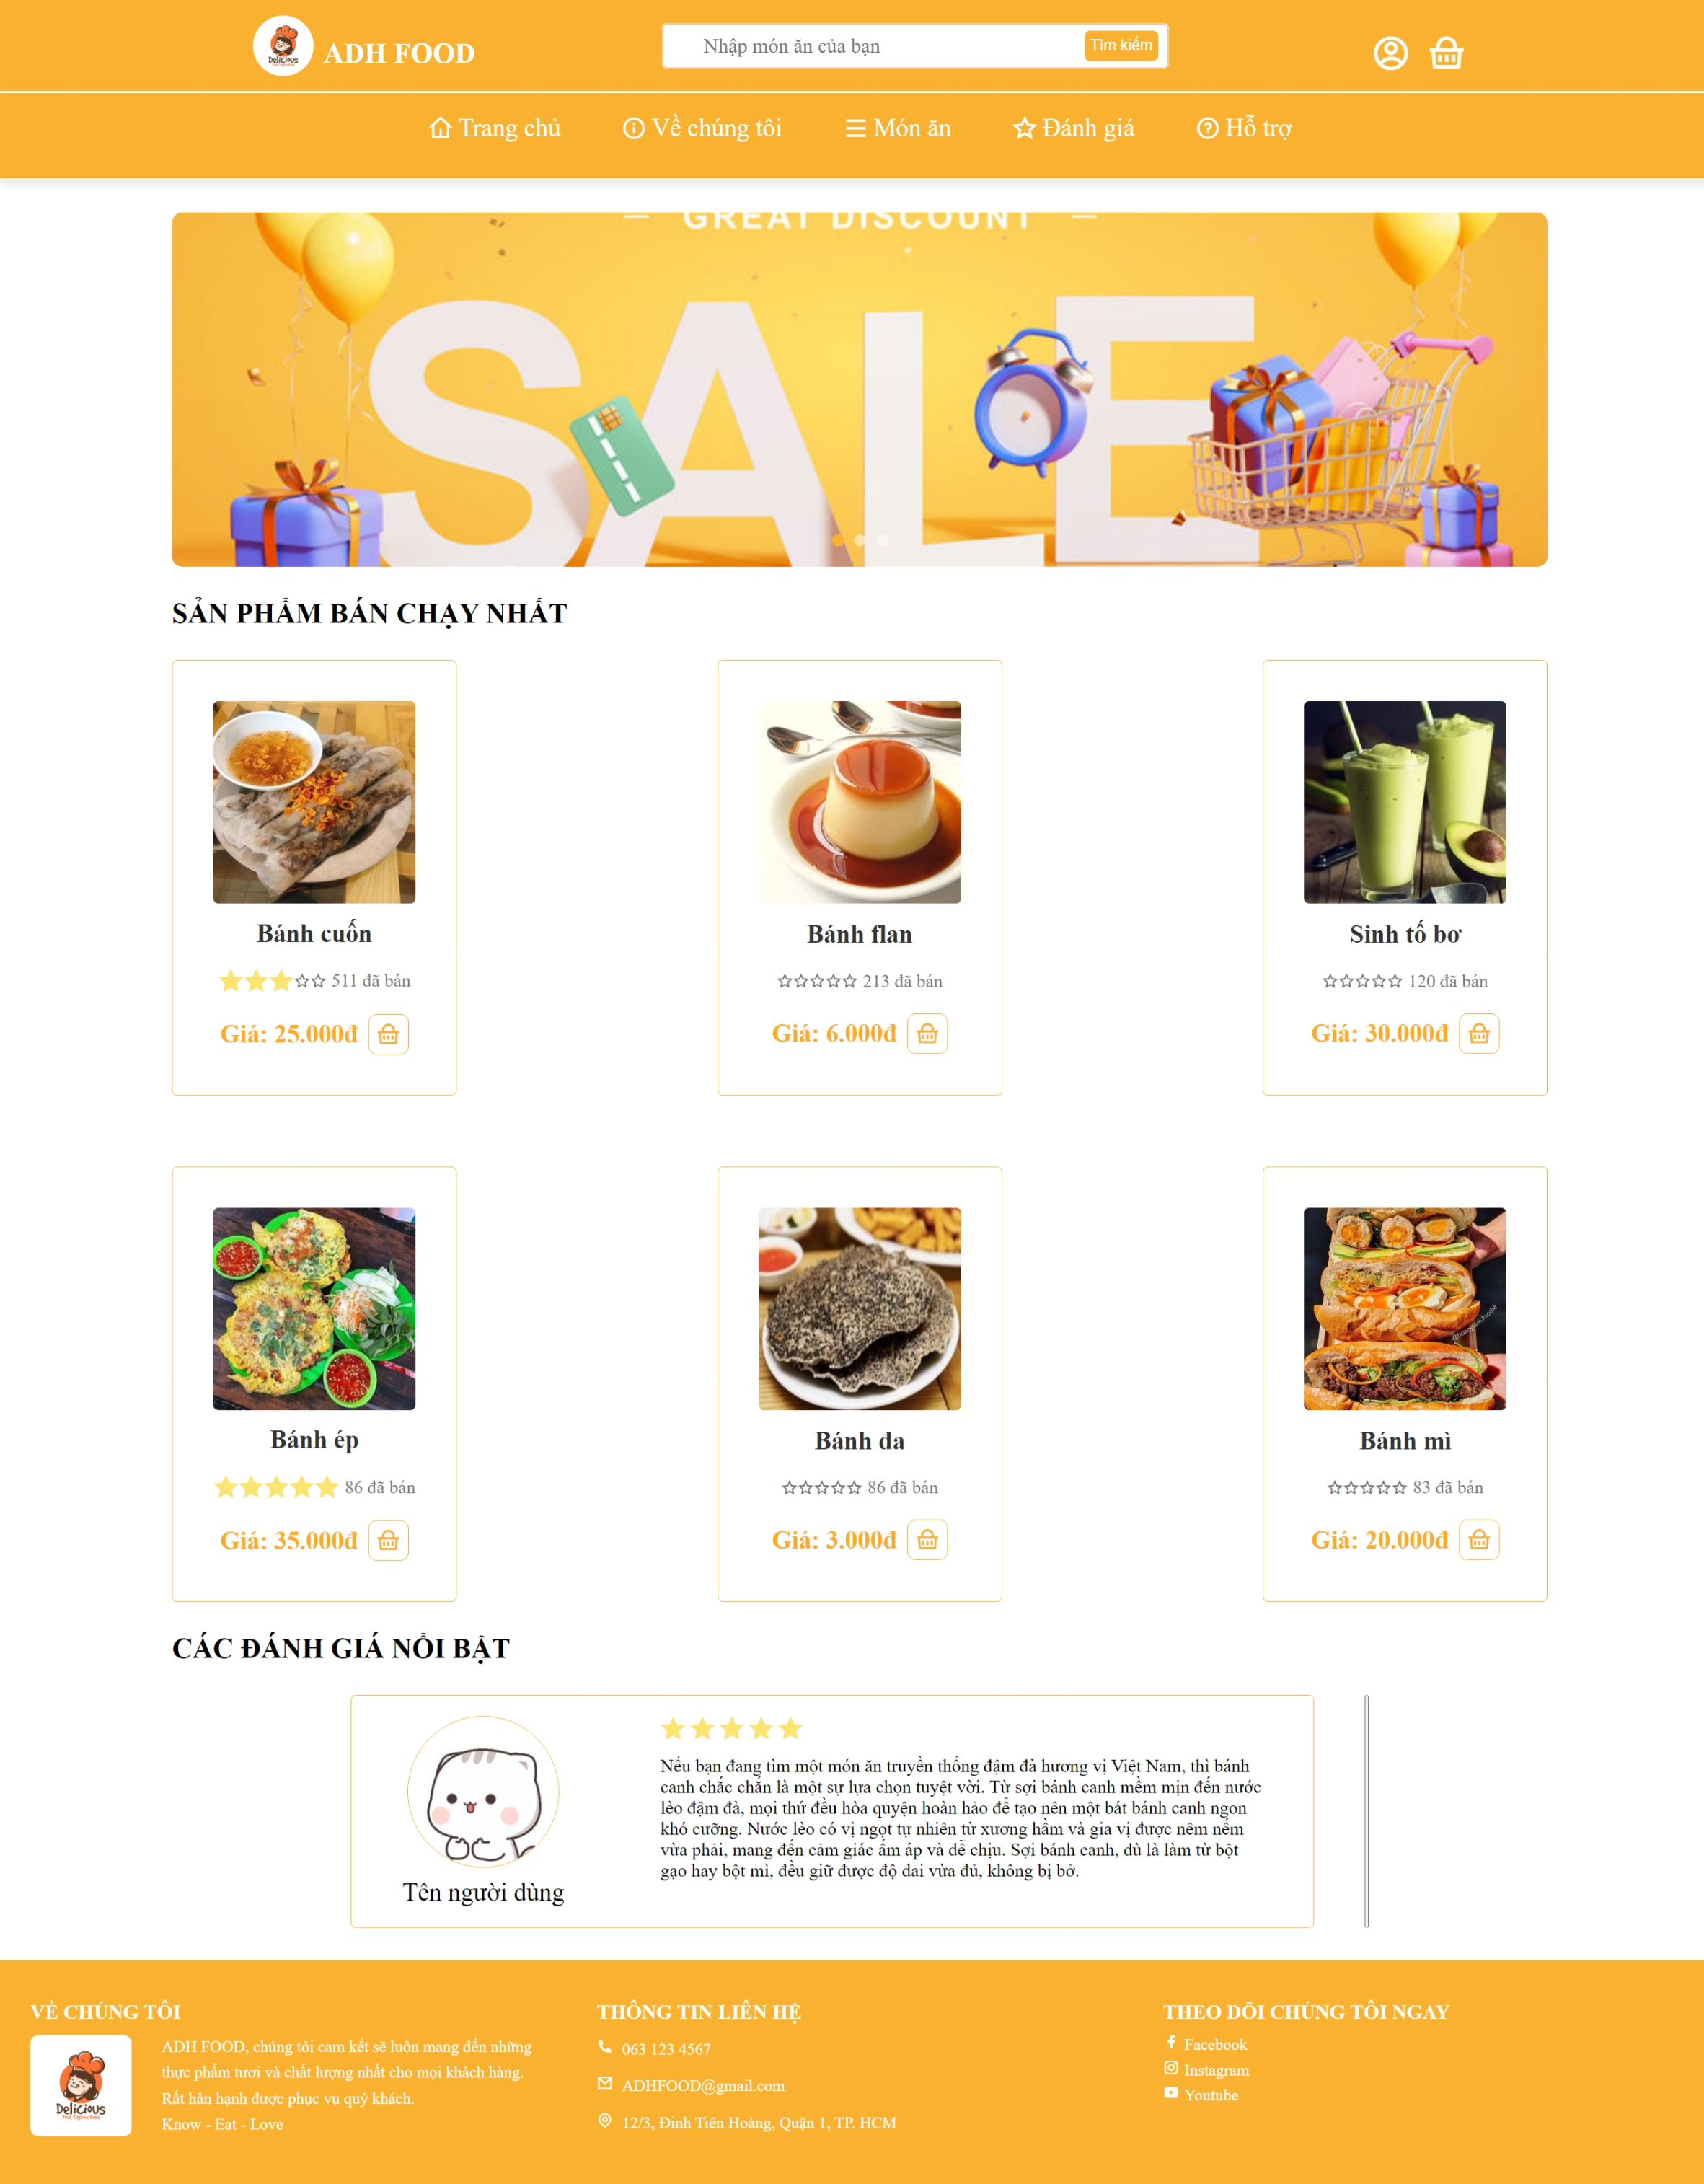 Delicious
ADH FOOD
Nhập món ăn của bạn
Tìm kiếm
Trang chủ
Về chúng tôi
Món ăn
Đánh giá
Hỗ trợ
GREAT DISCOUNT
SALE
SẢN PHẨM BÁN CHẠY NHẤT
Bánh cuốn
511 đã bán
Giá: 25.000đ
Bánh flan
213 đã bán
Giá: 6.000đ
Sinh tố bơ
120 đã bán
Giá: 30.000đ
Bánh ép
86 đã bán
Giá: 35.000đ
Bánh đa
86 đã bán
Giá: 3.000đ
Bánh mì
83 đã bán
Giá: 20.000đ
CÁC ĐÁNH GIÁ NỔI BẬT
Tên người dùng
Nếu bạn đang tìm một món ăn truyền thống đậm đà hương vị Việt Nam, thì bánh
canh chắc chắn là một sự lựa chọn tuyệt vời. Từ sợi bánh canh mềm mịn đến nước
lèo đậm đà, mọi thứ đều hòa quyện hoàn hảo để tạo nên một bát bánh canh ngon
khó cưỡng. Nước lèo có vị ngọt tự nhiên từ xương hầm và gia vị được nêm nếm
vừa phải, mang đến cảm giác ấm áp và dễ chịu. Sợi bánh canh, dù là làm từ bột
gạo hay bột mì, đều giữ được độ dai vừa đủ, không bị bở.
VỀ CHÚNG TÔI
Delicious
ADH FOOD, chúng tôi cam kết sẽ luôn mang đến những
thực phẩm tươi và chất lượng nhất cho mọi khách hàng.
Rất hân hạnh được phục vụ quý khách.
Know - Eat - Love
THÔNG TIN LIÊN HỆ
063 123 4567
ADHFOOD@gmail.com
12/3, Đinh Tiên Hoàng, Quận 1, TP. HCM
THEO DÕI CHÚNG TÔI NGAY
Facebook
Instagram
Youtube